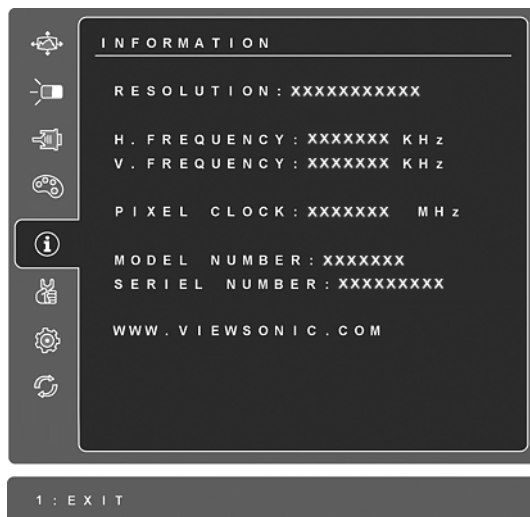 INFORMATION
RESOLUTION: XXXXXXXXXXX
H. FREQUENCY: XXXXXXX KHz
V. FREQUENCY: XXXXXXX KHz
PIXEL CLOCK: XXXXXXX MHz
MODEL NUMBER: XXXXXXX
SERIEL NUMBER: XXXXXXXXX
WWW.VIEWSONIC.COM
1:EXIT